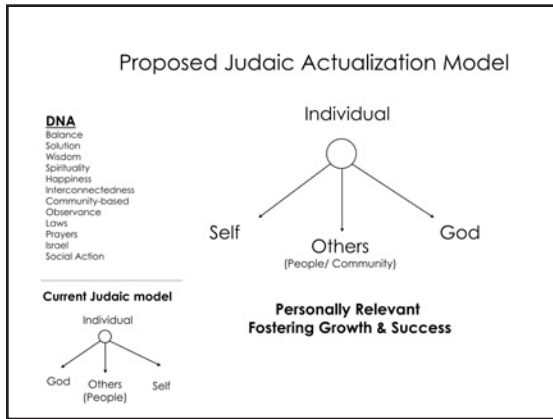 Proposed Judaic Actualization Model
DNA
Balance
Solution
Wisdom
Spirituality
Happiness
Interconnectedness
Community-based
Observance
Laws
Prayers
Israel
Social Action
Individual
Self
Others
(People/ Community)
God
Personally Relevant
Fostering Growth & Success
Current Judaic model
Individual
God
Others
(People)
Self